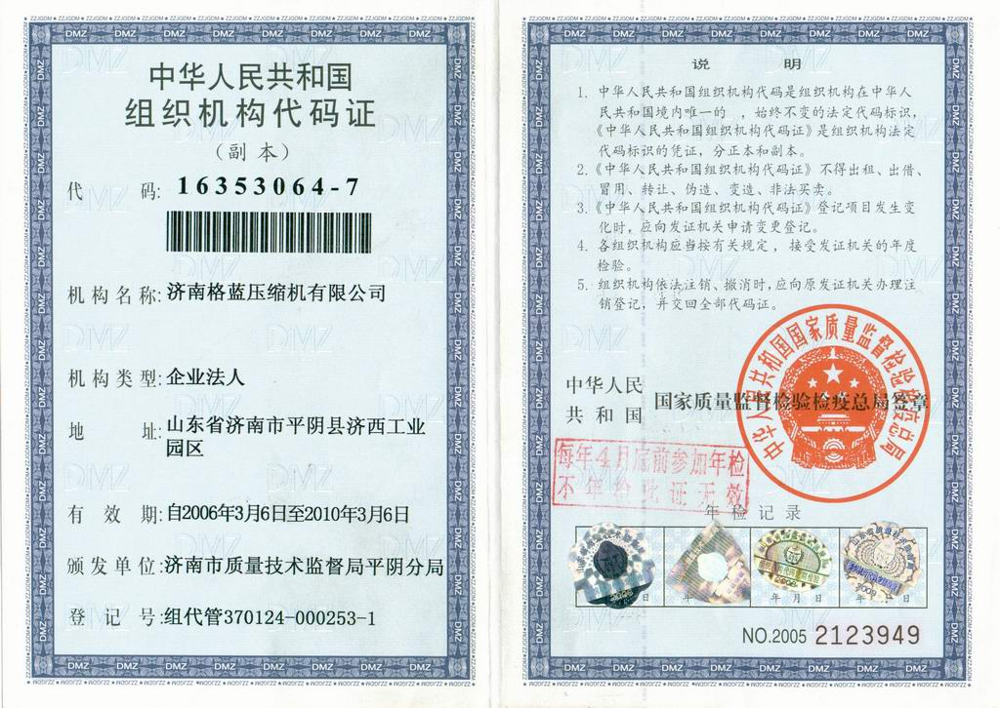 中华人民共和国
组织机构代码证
（副本）
代 码: 16353064-7
机构名称: 济南格蓝压缩机有限公司
机构类型: 企业法人
地 址: 山东省济南市平阴县济西工业
园区
有 效 期: 自2006年3月6日至2010年3月6日
颁发单位: 济南市质量技术监督局平阴分局
登 记 号: 组代管370124-000253-1
说 明
1. 中华人民共和国组织机构代码是组织机构在中华人
民共和国境内唯一的 ，始终不变的法定代码标识，
《中华人民共和国组织机构代码证》是组织机构法定
代码标识的凭证，分正本和副本。
2.《中华人民共和国组织机构代码证》 不得出租、出借、
冒用、转让、伪造、变造、非法买卖。
3.《中华人民共和国组织机构代码证》登记项目发生变
化时，应向发证机关申请变更登记。
4. 各组织机构应当按有关规定 ，接受发证机关的年度
检验。
5. 组织机构依法注销、撤消时，应向原发证机关办理注
销登记，并交回全部代码证。
中华人民
共 和 国
国家质量监督检验检疫总局签章
中华人民共和国国家质量监督检验检疫总局
每年4月底前参加年检
不年检此证无效
年检记录
日 年 年 月 日 日
NO.2005 2123949